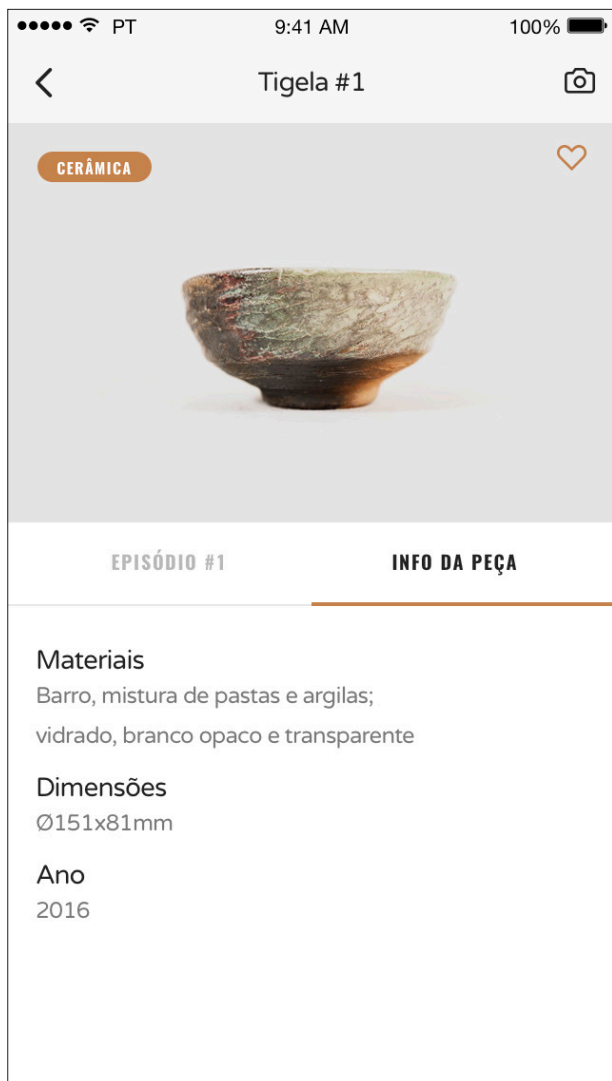 PT 9:41 AM 100%
Tigela #1
CERÂMICA
EPISÓDIO #1 INFO DA PEÇA
Materiais
Barro, mistura de pastas e argilas;
vidrado, branco opaco e transparente
Dimensões
Ø151x81mm
Ano
2016